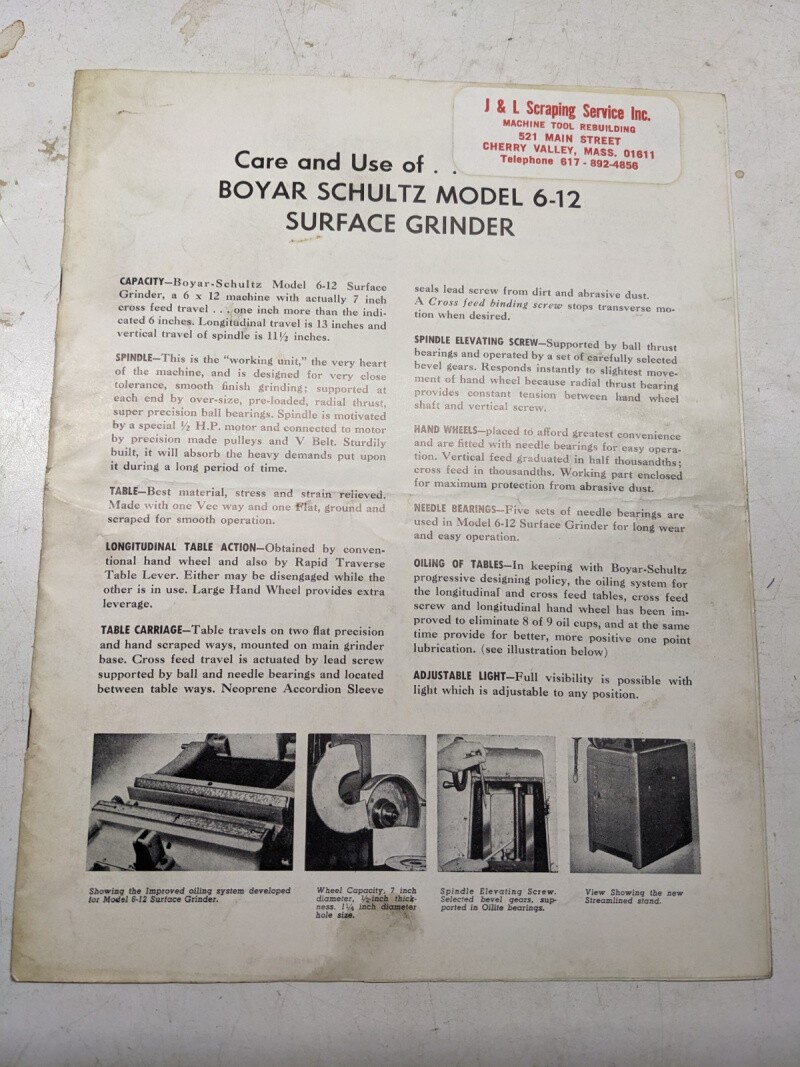 J & L Scraping Service Inc.
MACHINE TOOL REBUILDING
521 MAIN STREET
CHERRY VALLEY, MASS. 01611
Telephone 617 - 892-4856
Care and Use of . .
BOYAR SCHULTZ MODEL 6-12
SURFACE GRINDER
CAPACITY—Boyar-Schultz Model 6-12 Surface
Grinder, a 6 x 12 machine with actually 7 inch
cross feed travel . . . one inch more than the indi-
cated 6 inches. Longitudinal travel is 13 inches and
vertical travel of spindle is 11½ inches.
SPINDLE—This is the "working unit," the very heart
of the machine, and is designed for very close
tolerance, smooth finish grinding; supported at
each end by over-size, pre-loaded, radial thrust,
super precision ball bearings. Spindle is motivated
by a special ½ H.P. motor and connected to motor
by precision made pulleys and V Belt. Sturdily
built, it will absorb the heavy demands put upon
it during a long period of time.
TABLE—Best material, stress and strain relieved.
Made with one Vee way and one Flat, ground and
scraped for smooth operation.
LONGITUDINAL TABLE ACTION—Obtained by conven-
tional hand wheel and also by Rapid Traverse
Table Lever. Either may be disengaged while the
other is in use. Large Hand Wheel provides extra
leverage.
TABLE CARRIAGE—Table travels on two flat precision
and hand scraped ways, mounted on main grinder
base. Cross feed travel is actuated by lead screw
supported by ball and needle bearings and located
between table ways. Neoprene Accordion Sleeve
seals lead screw from dirt and abrasive dust.
A Cross feed binding screw stops transverse mo-
tion when desired.
SPINDLE ELEVATING SCREW—Supported by ball thrust
bearings and operated by a set of carefully selected
bevel gears. Responds instantly to slightest move-
ment of hand wheel because radial thrust bearing
provides constant tension between hand wheel
shaft and vertical screw.
HAND WHEELS—placed to afford greatest convenience
and are fitted with needle bearings for easy opera-
tion. Vertical feed graduated in half thousandths;
cross feed in thousandths. Working part enclosed
for maximum protection from abrasive dust.
NEEDLE BEARINGS—Five sets of needle bearings are
used in Model 6-12 Surface Grinder for long wear
and easy operation.
OILING OF TABLES—In keeping with Boyar-Schultz
progressive designing policy, the oiling system for
the longitudinal and cross feed tables, cross feed
screw and longitudinal hand wheel has been im-
proved to eliminate 8 of 9 oil cups, and at the same
time provide for better, more positive one point
lubrication. (see illustration below)
ADJUSTABLE LIGHT—Full visibility is possible with
light which is adjustable to any position.
Showing the Improved oiling system developed
for Model 6-12 Surface Grinder.
Wheel Capacity, 7 inch
diameter, ½-inch thick-
ness. 1¼ inch diameter
hole size.
Spindle Elevating Screw.
Selected bevel gears, sup-
ported in Oilite bearings.
View Showing the new
Streamlined stand.